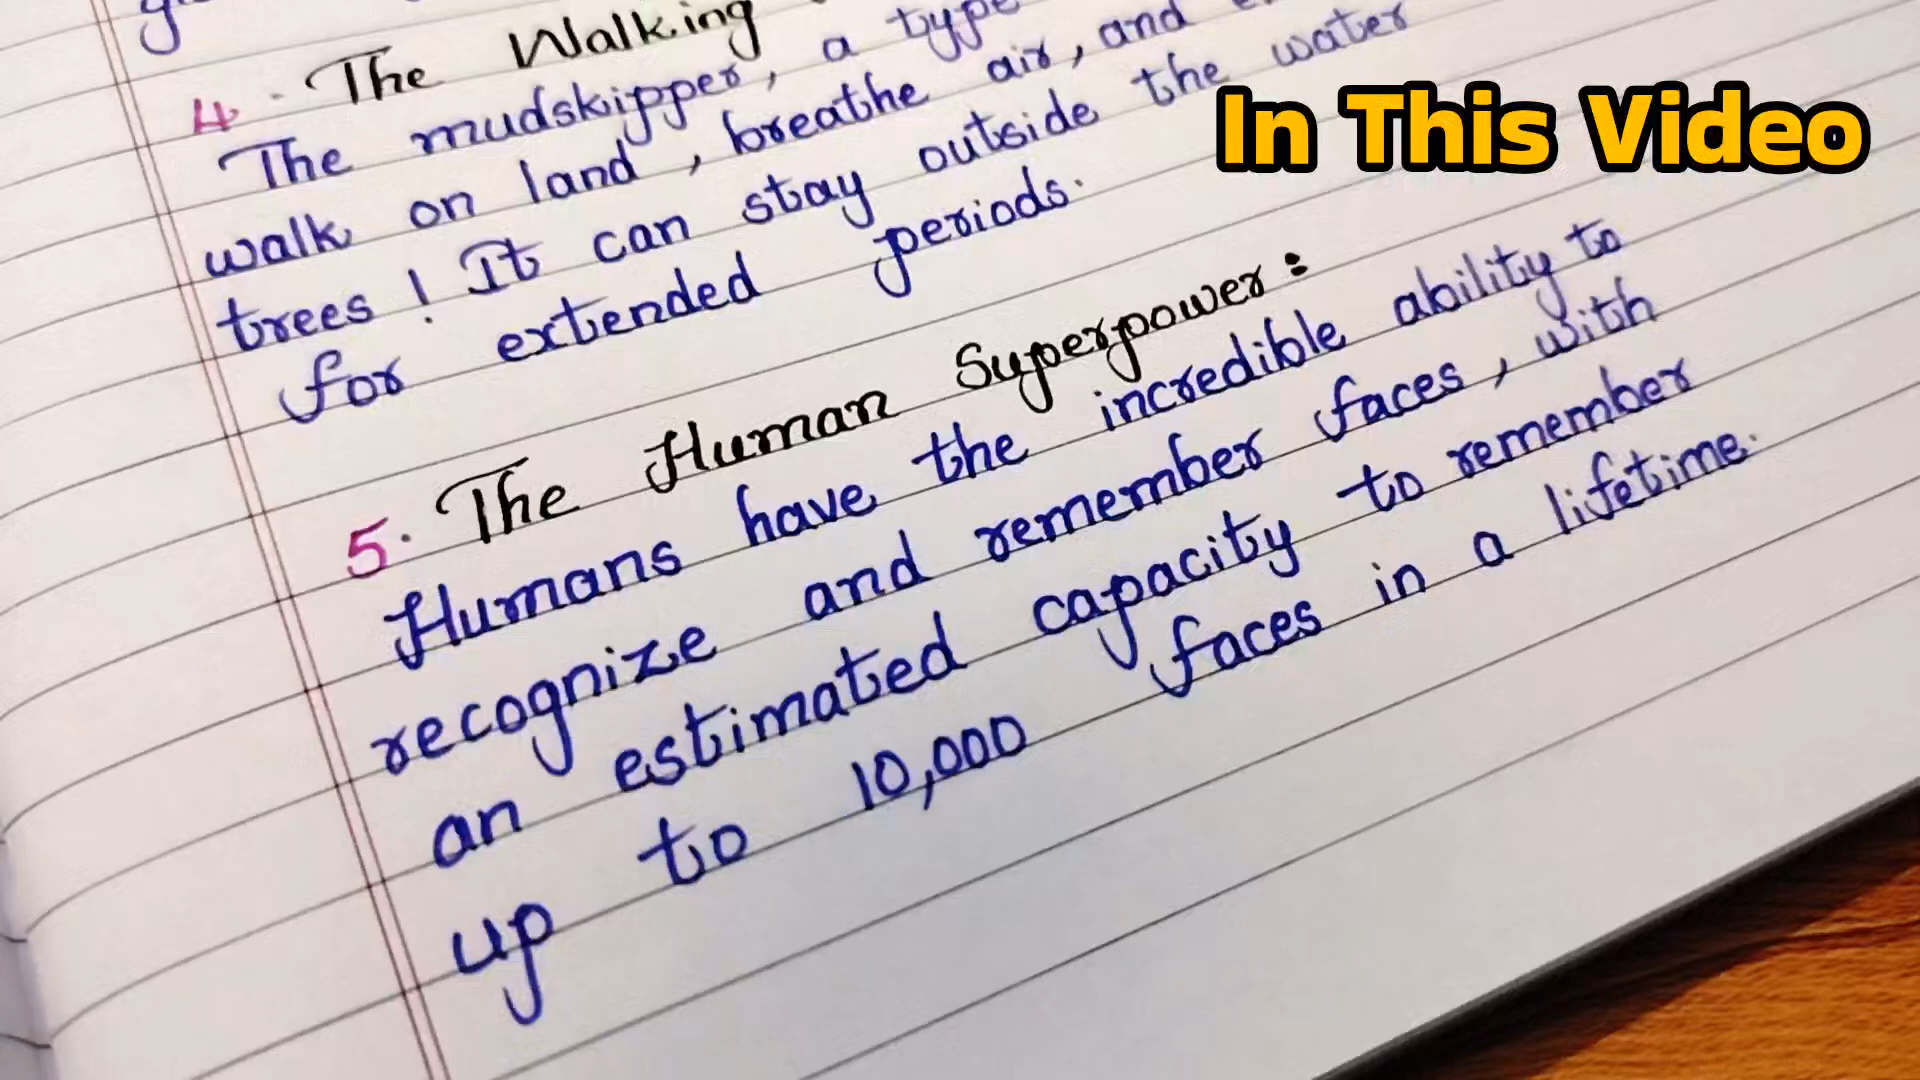 4. The Walking
The mudskipper, a type
walk on land, breathe air, and
trees! It can stay outside the water
for extended periods.
In This Video
5. The Human Superpower:
Humans have the incredible ability to
recognize and remember faces, with
an estimated capacity to remember
up to 10,000 faces in a lifetime.